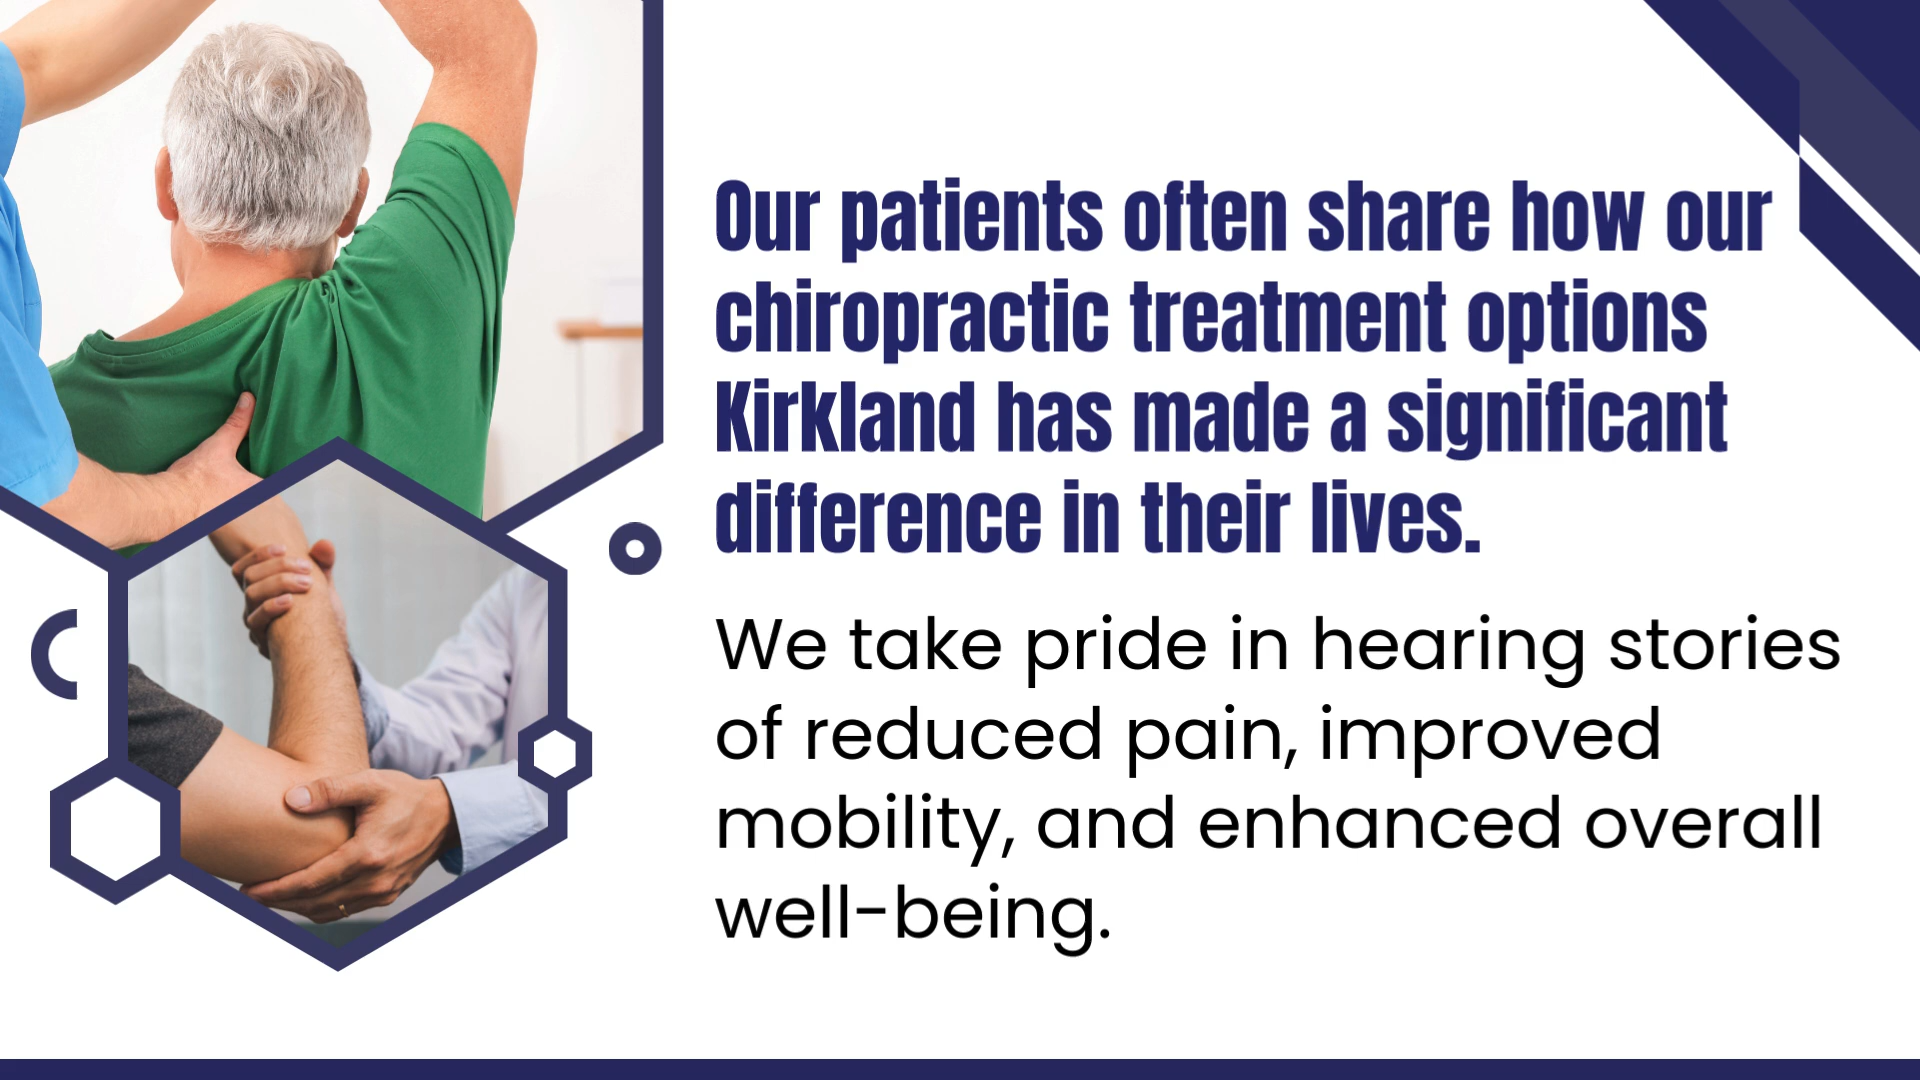 Our patients often share how our
chiropractic treatment options
Kirkland has made a significant
difference in their lives.
We take pride in hearing stories
of reduced pain, improved
mobility, and enhanced overall
well-being.